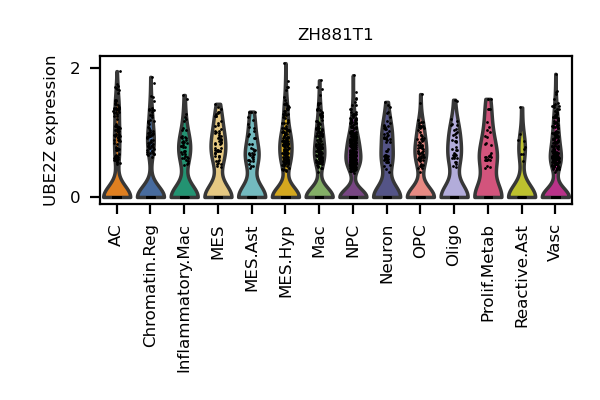 ZH881T1
UBE2Z expression
2
0
AC
Chromatin.Reg
Inflammatory.Mac
MES
MES.Ast
MES.Hyp
Mac
NPC
Neuron
OPC
Oligo
Prolif.Metab
Reactive.Ast
Vasc